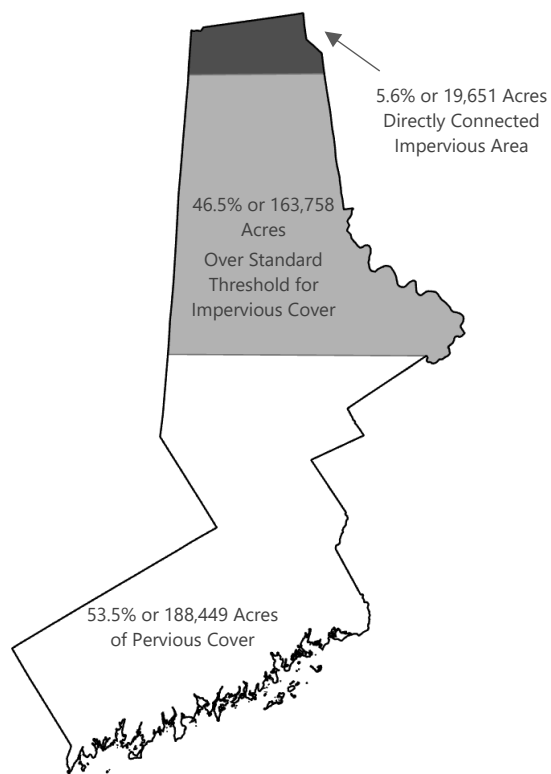 5.6% or 19,651 Acres
Directly Connected
Impervious Area
46.5% or 163,758
Acres
Over Standard
Threshold for
Impervious Cover
53.5% or 188,449 Acres
of Pervious Cover